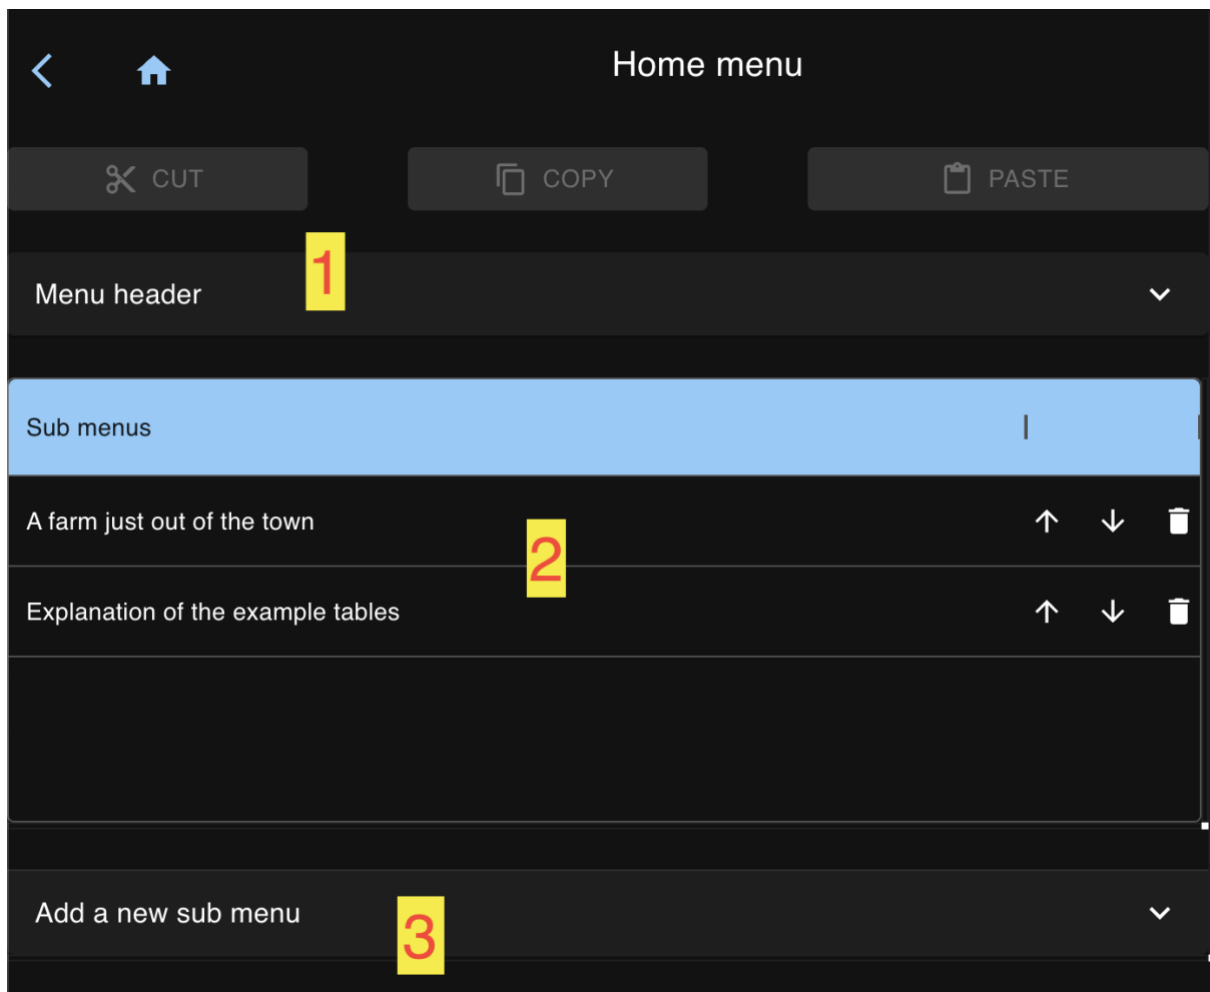 Home menu
CUT COPY PASTE
1
Menu header
Sub menus
A farm just out of the town
2
Explanation of the example tables
Add a new sub menu
3